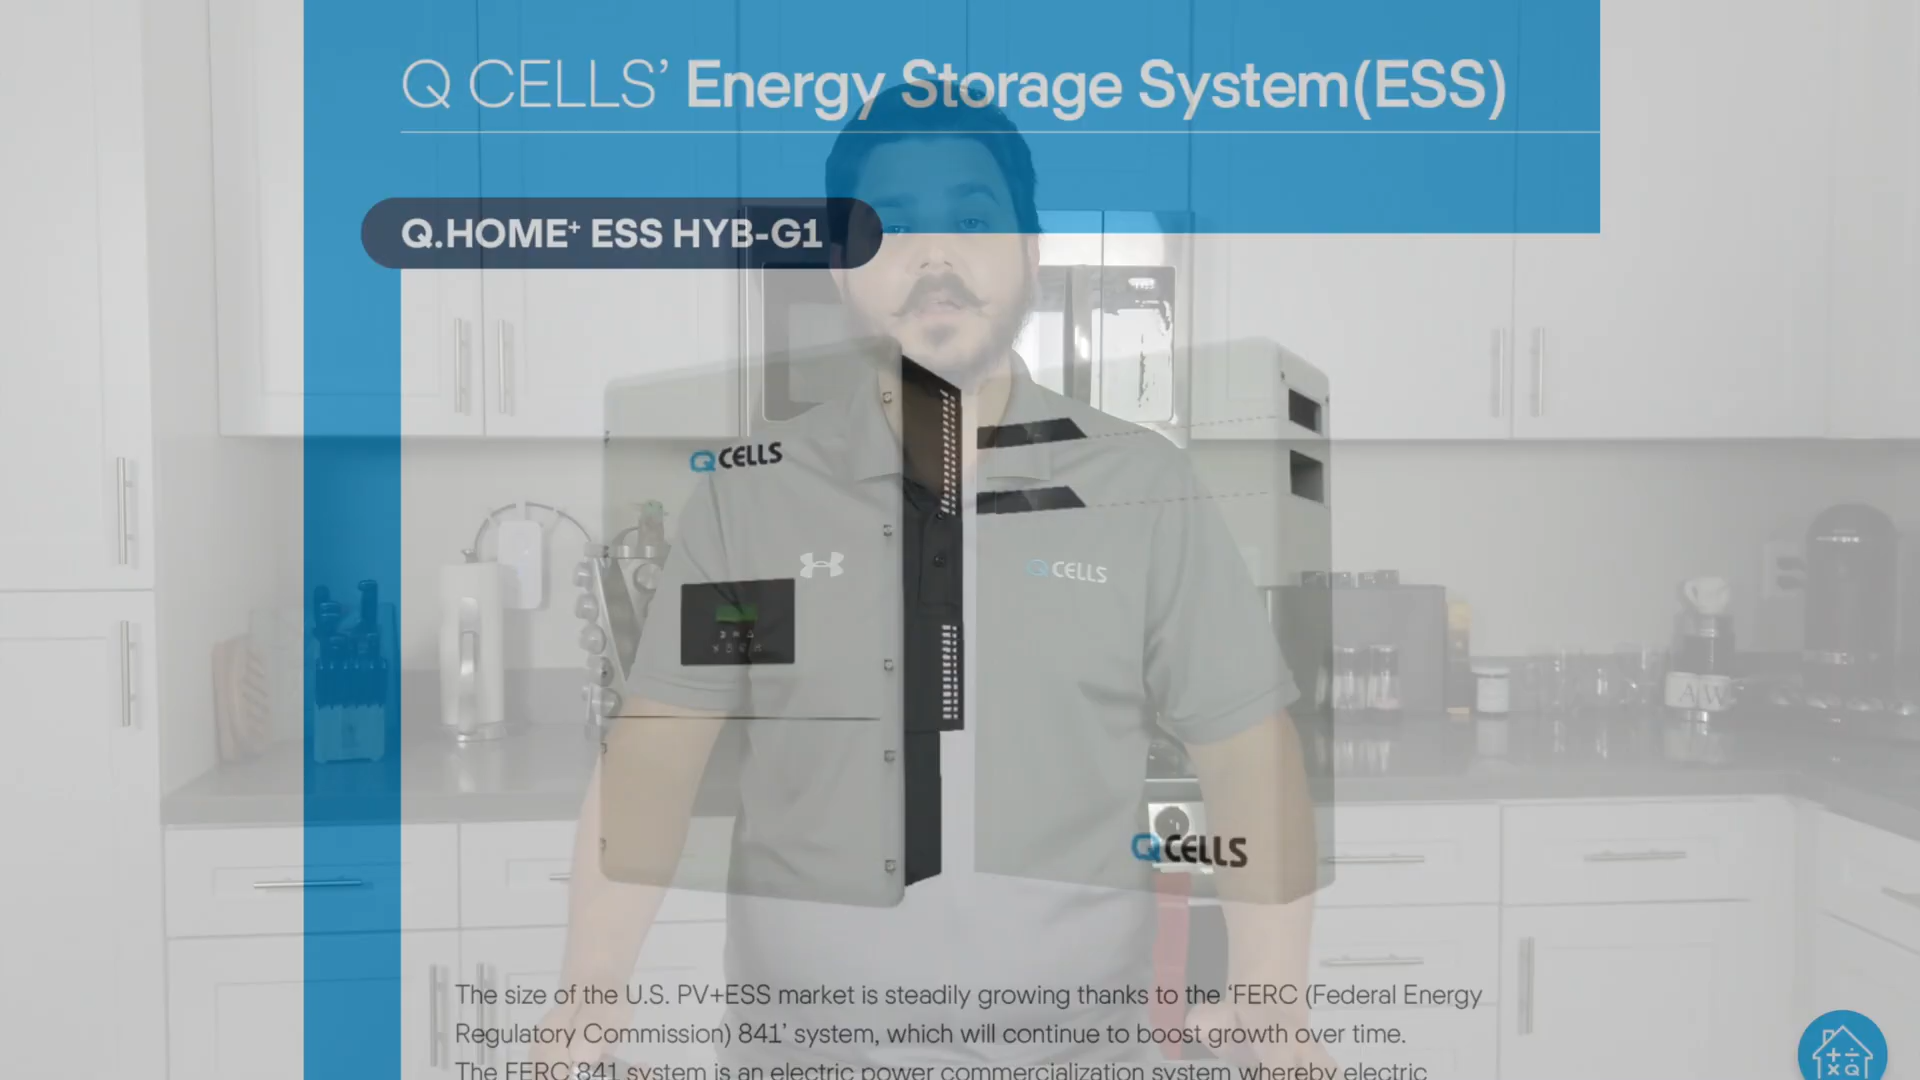 Q CELLS’ Energy Storage System(ESS)
Q.HOME⁺ ESS HYB-G1
Q CELLS
Q CELLS
Q CELLS
A W
The size of the U.S. PV+ESS market is steadily growing thanks to the ‘FERC (Federal Energy
Regulatory Commission) 841’ system, which will continue to boost growth over time.
The FERC 841 system is an electric power commercialization system whereby electric
+ ÷
× Q